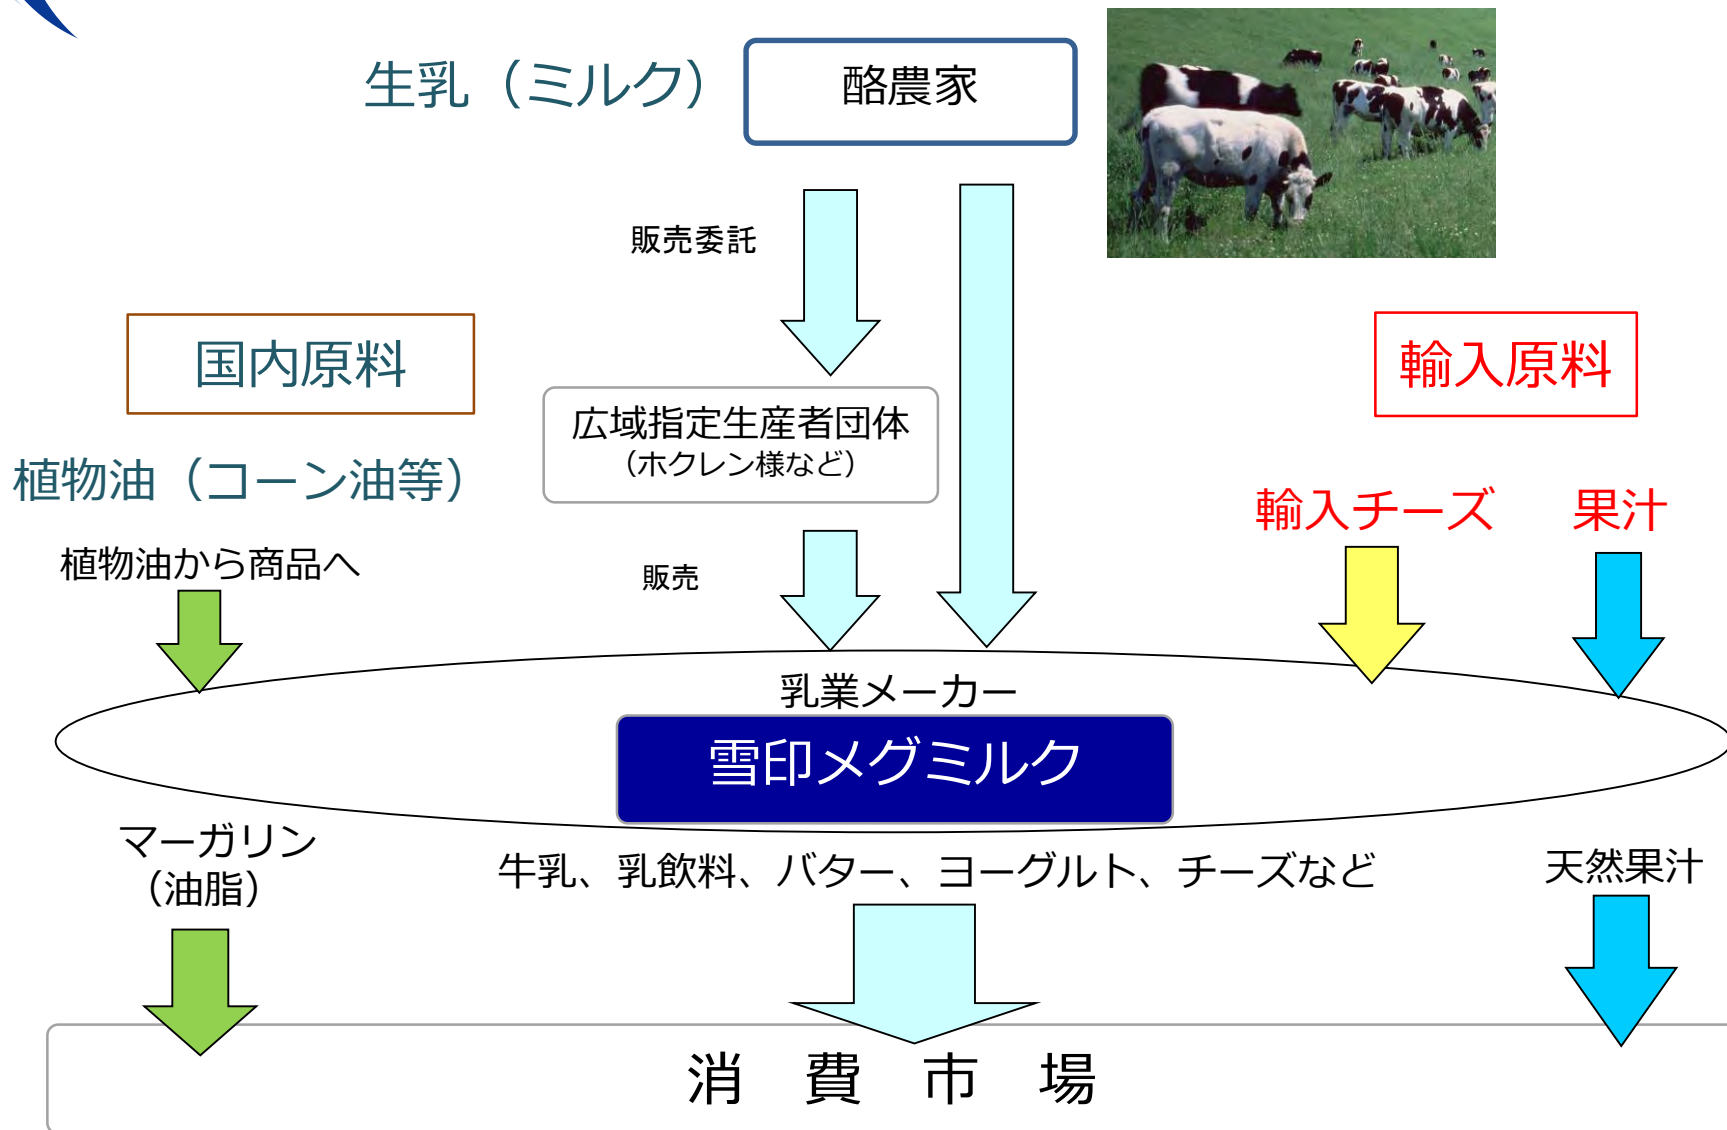 生乳（ミルク）
酪農家
販売委託
国内原料
輸入原料
広域指定生産者団体
（ホクレン様など）
植物油（コーン油等）
輸入チーズ
果汁
植物油から商品へ
販売
乳業メーカー
雪印メグミルク
マーガリン
（油脂）
牛乳、乳飲料、バター、ヨーグルト、チーズなど
天然果汁
消　費　市　場